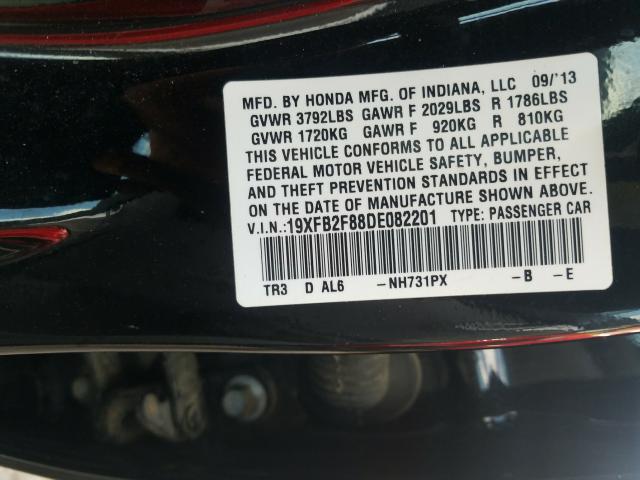 MFD. BY HONDA MFG. OF INDIANA, LLC 09/'13
GVWR 3792LBS GAWR F 2029LBS R 1786LBS
GVWR 1720KG GAWR F 920KG R 810KG
THIS VEHICLE CONFORMS TO ALL APPLICABLE
FEDERAL MOTOR VEHICLE SAFETY, BUMPER,
AND THEFT PREVENTION STANDARDS IN EFFECT
ON THE DATE OF MANUFACTURE SHOWN ABOVE.
V.I.N.:19XFB2F88DE082201 TYPE: PASSENGER CAR
TR3 D AL6 -NH731PX -B -E